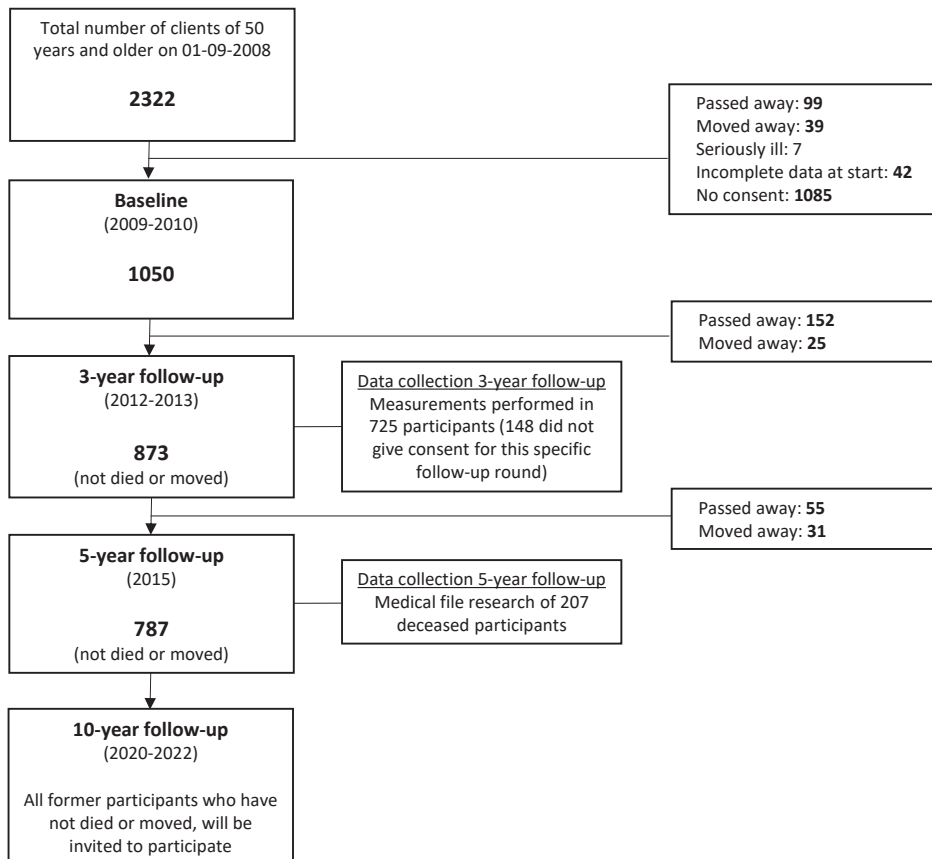 Total number of clients of 50
years and older on 01-09-2008
2322
Passed away: 99
Moved away: 39
Seriously ill: 7
Incomplete data at start: 42
No consent: 1085
Baseline
(2009-2010)
1050
Passed away: 152
Moved away: 25
3-year follow-up
(2012-2013)
873
(not died or moved)
Data collection 3-year follow-up
Measurements performed in
725 participants (148 did not
give consent for this specific
follow-up round)
Passed away: 55
Moved away: 31
5-year follow-up
(2015)
787
(not died or moved)
Data collection 5-year follow-up
Medical file research of 207
deceased participants
10-year follow-up
(2020-2022)
All former participants who have
not died or moved, will be
invited to participate